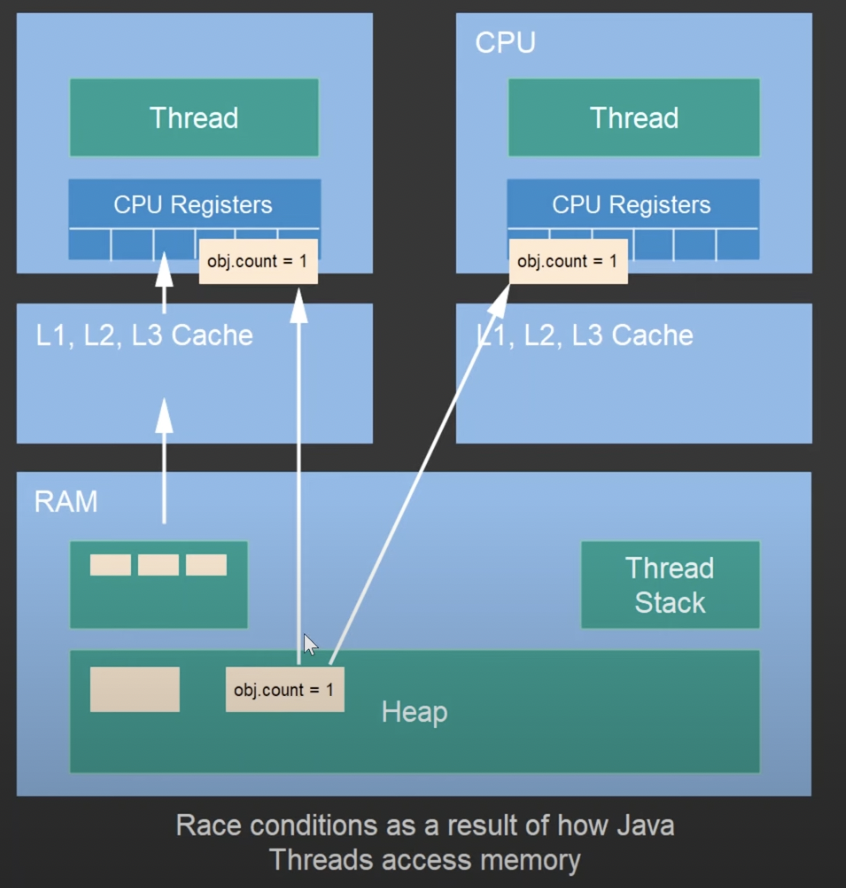 CPU
Thread
Thread
CPU Registers
CPU Registers
obj.count = 1
obj.count = 1
L1, L2, L3 Cache
L1, L2, L3 Cache
RAM
Thread
Stack
obj.count = 1
Heap
Race conditions as a result of how Java
Threads access memory